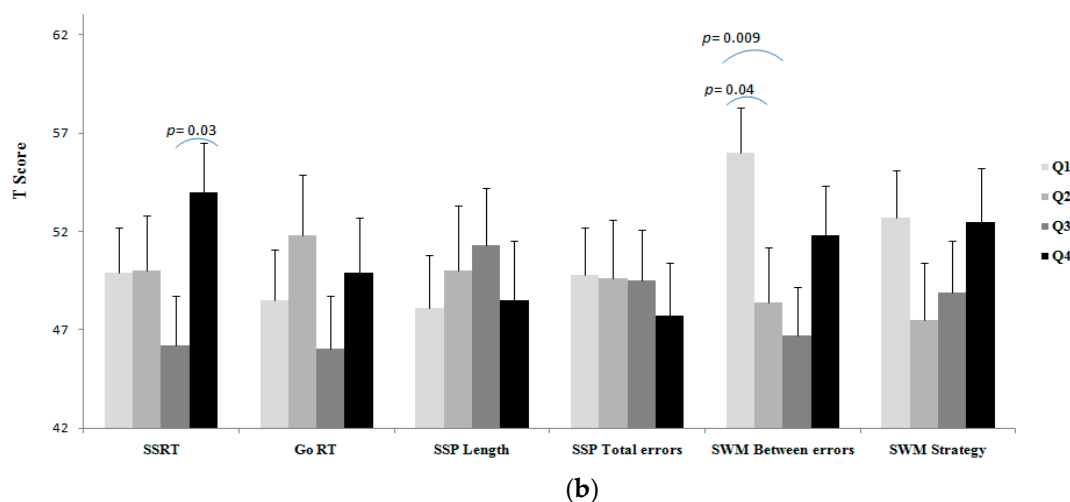 62
p= 0.009
p= 0.04
57
p= 0.03
T Score
Q1
Q2
52
Q3
Q4
47
42
SSRT
Go RT
SSP Length
SSP Total errors
SWM Between errors
SWM Strategy
(b)